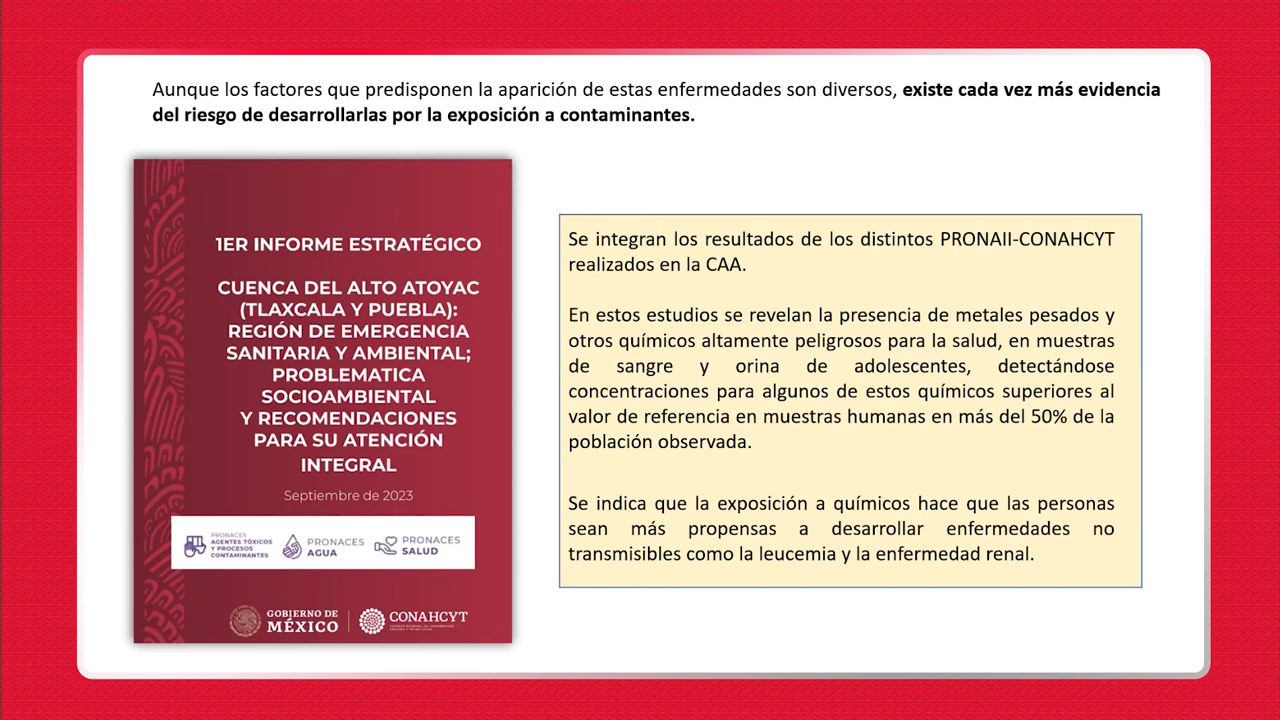 Aunque los factores que predisponen la aparición de estas enfermedades son diversos, existe cada vez más evidencia
del riesgo de desarrollarlas por la exposición a contaminantes.
1ER INFORME ESTRATÉGICO
CUENCA DEL ALTO ATOYAC
(TLAXCALA Y PUEBLA):
REGIÓN DE EMERGENCIA
SANITARIA Y AMBIENTAL;
PROBLEMATICA
SOCIOAMBIENTAL
Y RECOMENDACIONES
PARA SU ATENCIÓN
INTEGRAL
Septiembre de 2023
PRONACES
AGENTES TÓXICOS
Y PROCESOS
CONTAMINANTES
PRONACES
AGUA
PRONACES
SALUD
GOBIERNO DE
MÉXICO
CONAHCYT
Se integran los resultados de los distintos PRONAII-CONAHCYT
realizados en la CAA.
En estos estudios se revelan la presencia de metales pesados y
otros químicos altamente peligrosos para la salud, en muestras
de sangre y orina de adolescentes, detectándose
concentraciones para algunos de estos químicos superiores al
valor de referencia en muestras humanas en más del 50% de la
población observada.
Se indica que la exposición a químicos hace que las personas
sean más propensas a desarrollar enfermedades no
transmisibles como la leucemia y la enfermedad renal.